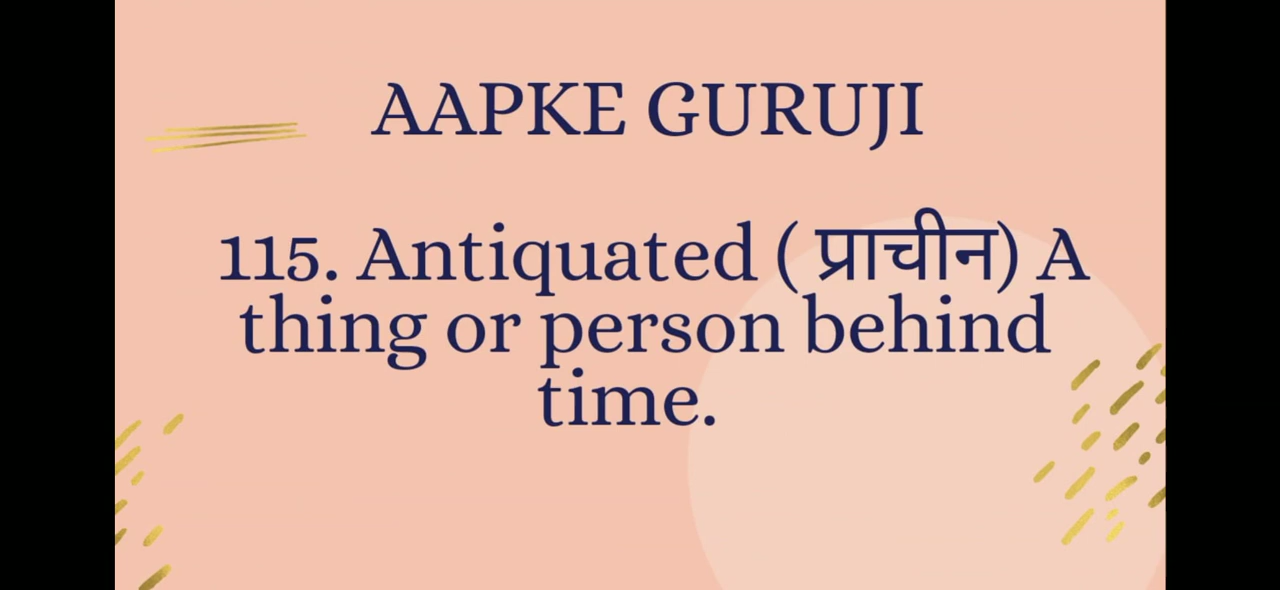 AAPKE GURUJI
115. Antiquated ( प्राचीन) A
thing or person behind
time.